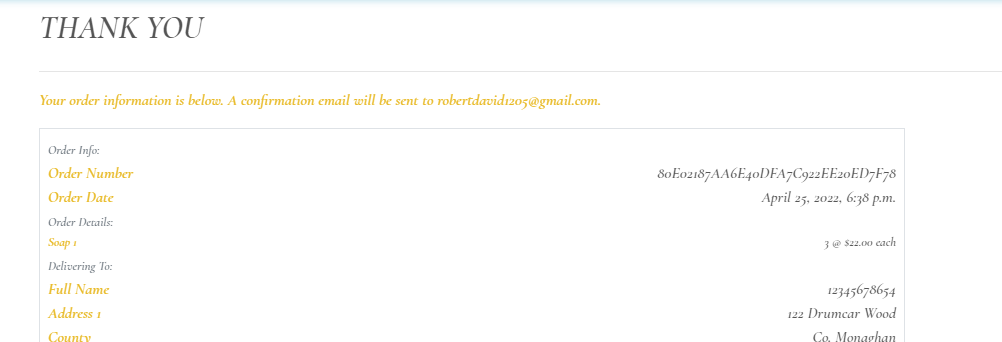 THANK YOU
Your order information is below. A confirmation email will be sent to robertdavid1205@gmail.com.
Order Info:
Order Number 80E02187AA6E40DFA7C922EE20ED7F78
Order Date April 25, 2022, 6:38 p.m.
Order Details:
Soap 1 3 @ $22.00 each
Delivering To:
Full Name 12345678654
Address 1 122 Drumcar Wood
County Co. Monaghan